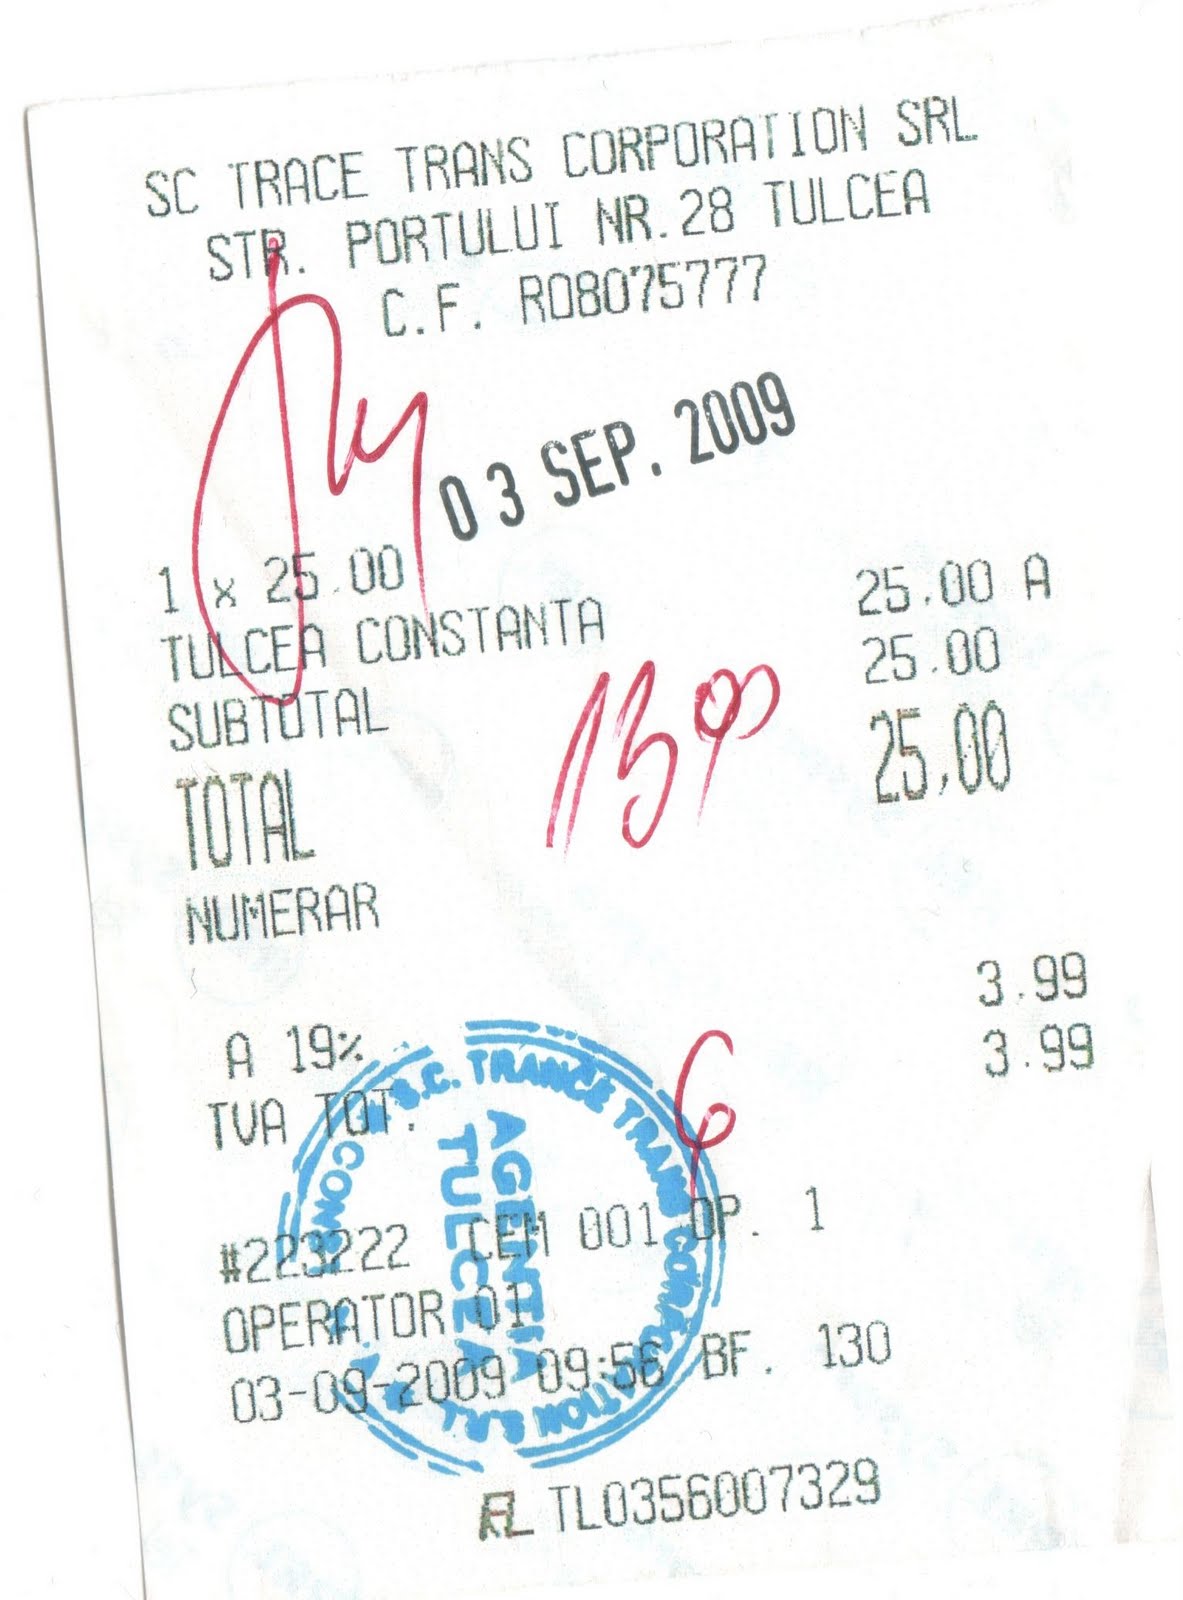 SC TRACE TRANS CORPORATION SRL
STR. PORTULUI NR.28 TULCEA
C.F. RO8075777
03 SEP. 2009
1 x 25.00
25.00 A
TULCEA CONSTANTA
25.00
SUBTOTAL
25,00
TOTAL
NUMERAR
3.99
A 19%
3.99
TVA TOT.
6
S.C. TRANCE TRANS CORPORATION S.R.L.
AGENTIA
TULCEA
#223222 CEM 001 OP. 1
OPERATOR 01
03-09-2009 09:56 BF. 130
TL0356007329